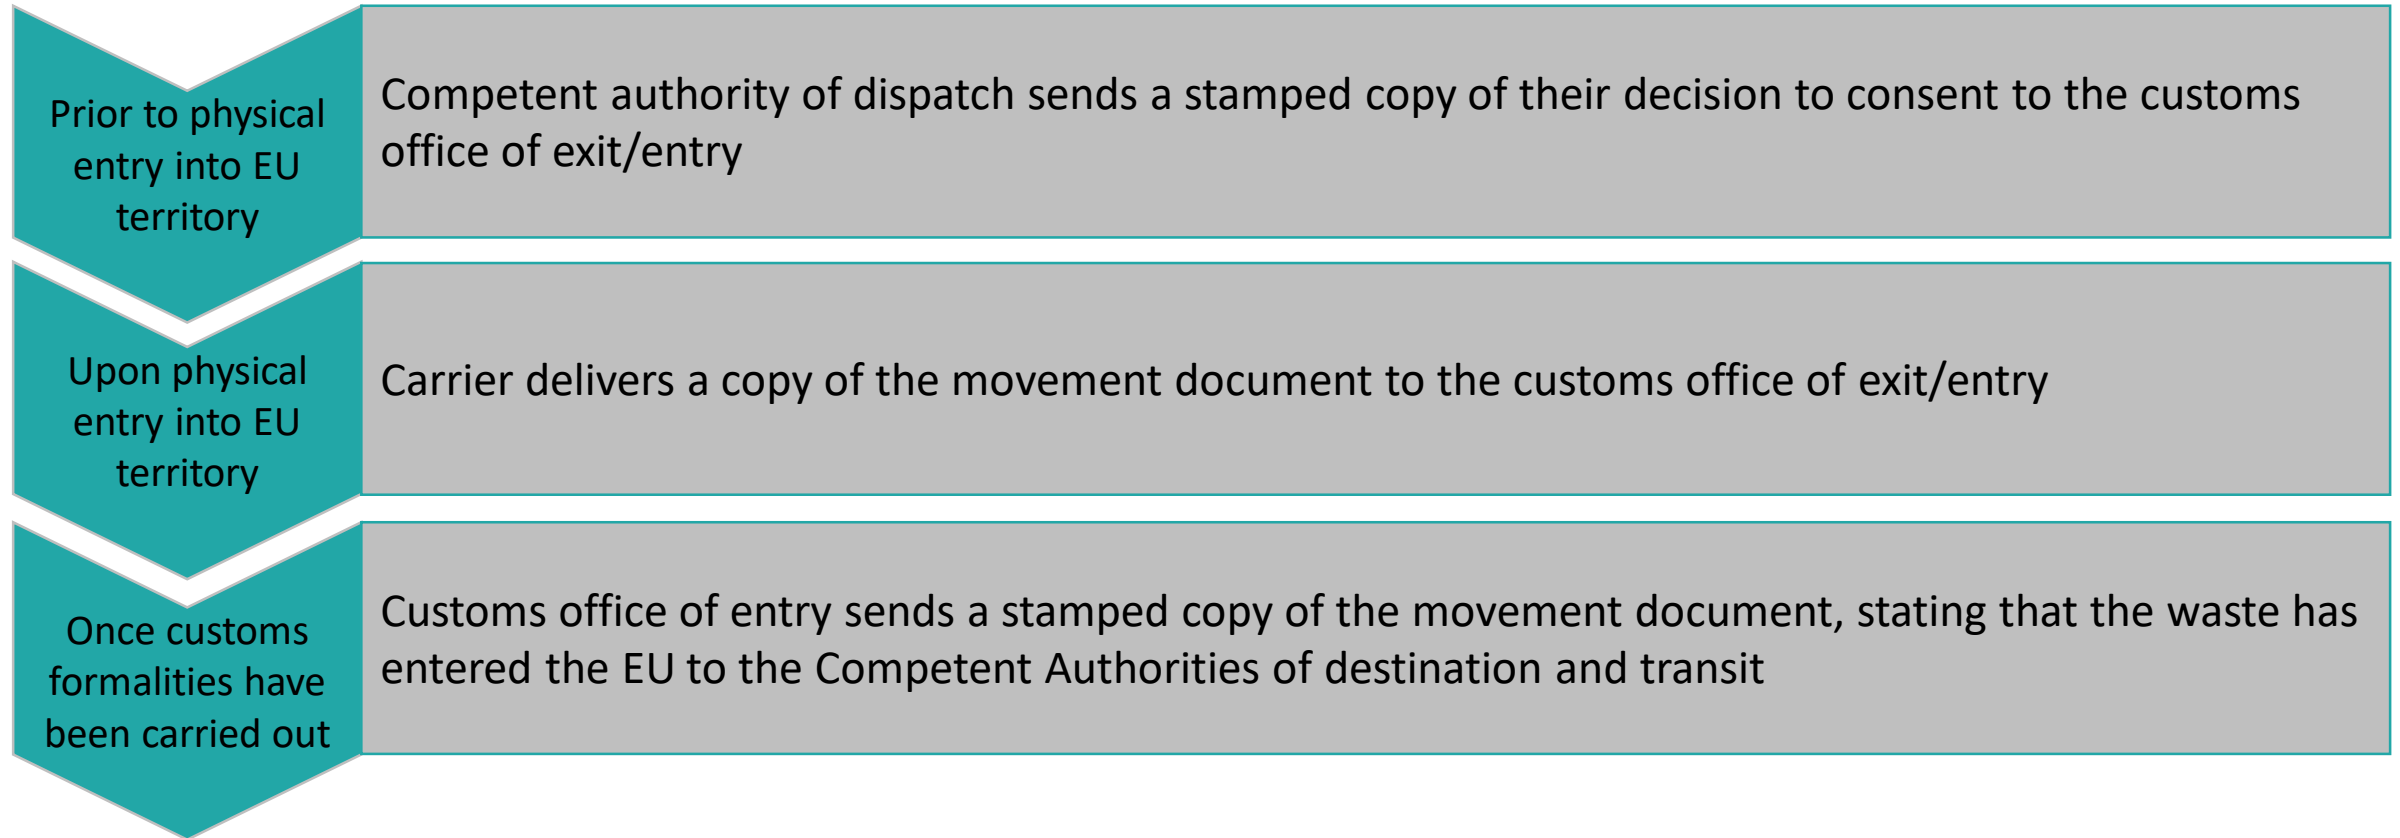 Prior to physical
entry into EU
territory
Competent authority of dispatch sends a stamped copy of their decision to consent to the customs
office of exit/entry
Upon physical
entry into EU
territory
Carrier delivers a copy of the movement document to the customs office of exit/entry
Once customs
formalities have
been carried out
Customs office of entry sends a stamped copy of the movement document, stating that the waste has
entered the EU to the Competent Authorities of destination and transit